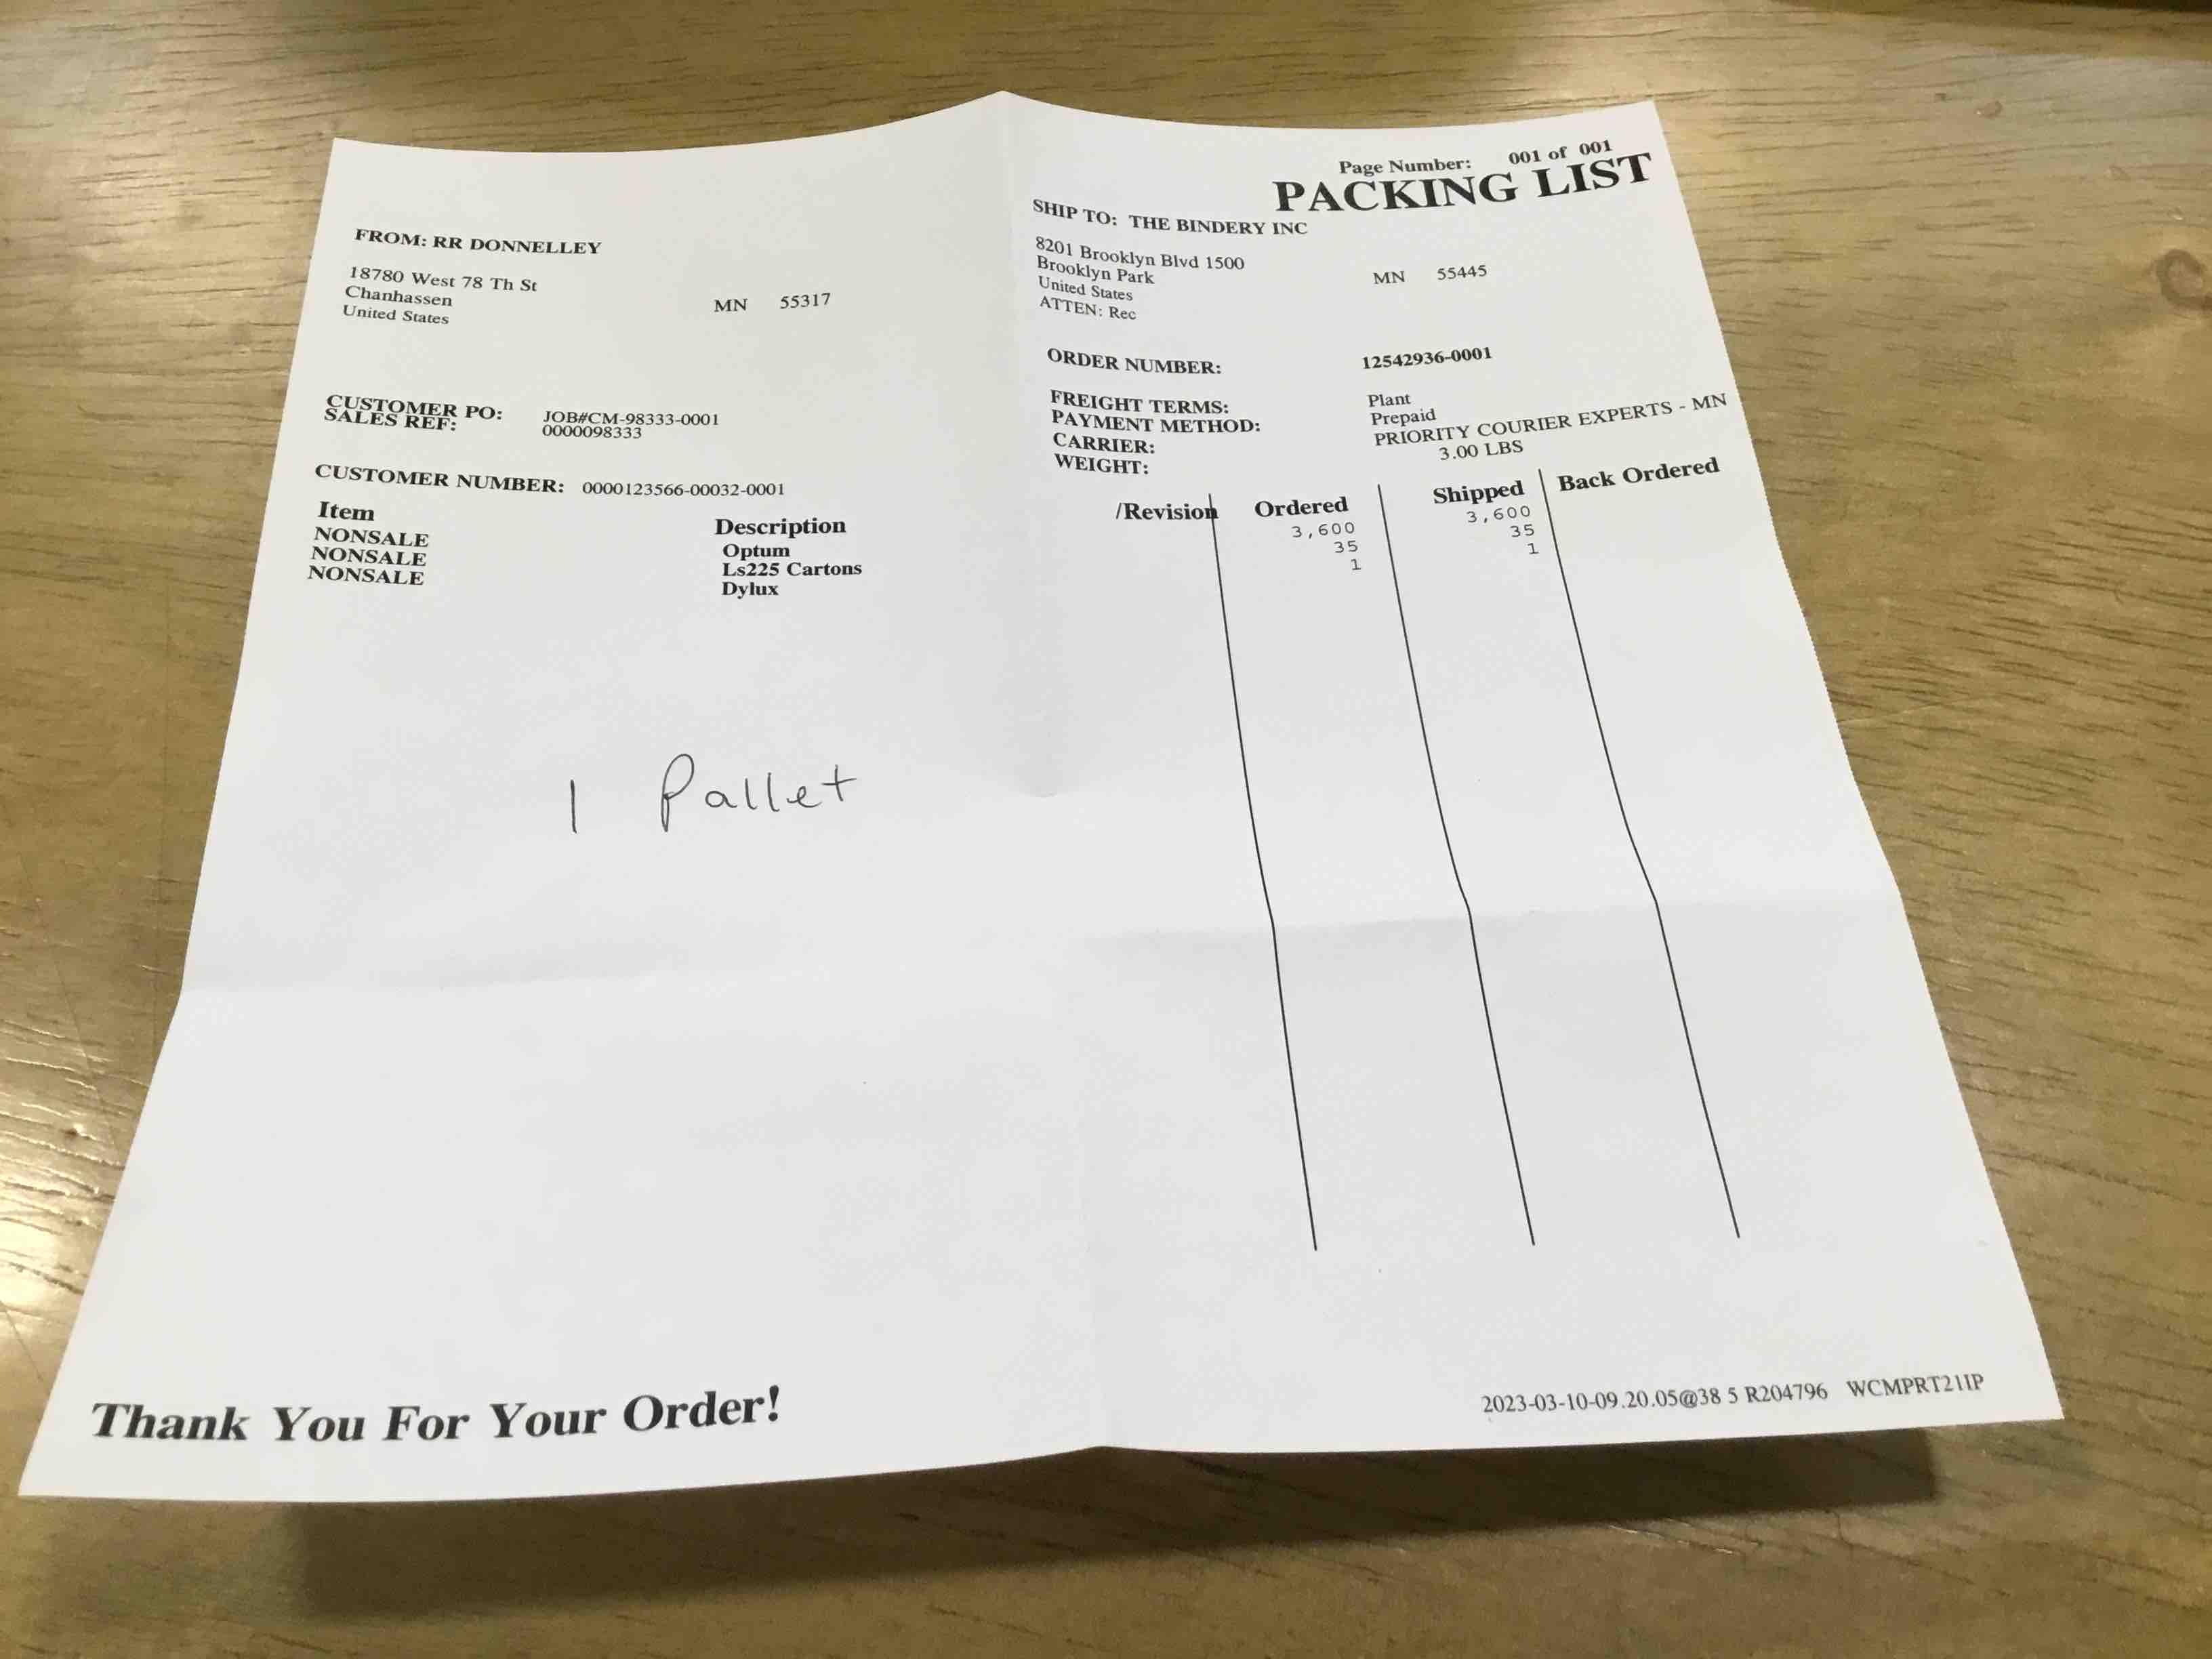 Page Number: 001 of 001
PACKING LIST
FROM: RR DONNELLEY
18780 West 78 Th St
Chanhassen MN 55317
United States
SHIP TO: THE BINDERY INC
8201 Brooklyn Blvd 1500
Brooklyn Park MN 55445
United States
ATTEN: Rec
ORDER NUMBER: 12542936-0001
CUSTOMER PO: JOB#CM-98333-0001
SALES REF: 0000098333
FREIGHT TERMS: Plant
PAYMENT METHOD: Prepaid
CARRIER: PRIORITY COURIER EXPERTS - MN
WEIGHT: 3.00 LBS
CUSTOMER NUMBER: 0000123566-00032-0001
Item Description /Revision Ordered Shipped Back Ordered
NONSALE Optum 3,600 3,600
NONSALE Ls225 Cartons 35 35
NONSALE Dylux 1 1
1 Pallet
Thank You For Your Order!
2023-03-10-09.20.05@38 5 R204796 WCMPRT21IP